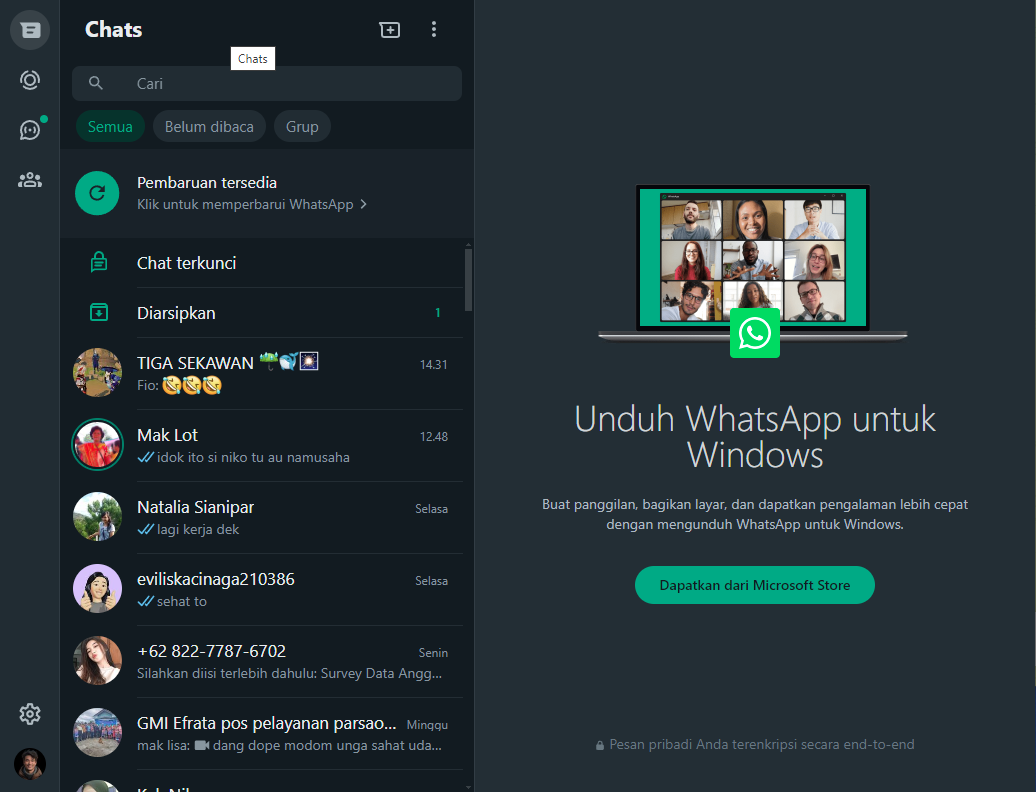 Chats
Chats
Cari
Semua
Belum dibaca
Grup
Pembaruan tersedia
Klik untuk memperbarui WhatsApp
Chat terkunci
Diarsipkan
1
TIGA SEKAWAN
14.31
Fio: 🤣🤣🤣
Mak Lot
12.48
idok ito si niko tu au namusaha
Natalia Sianipar
Selasa
lagi kerja dek
eviliskacinaga210386
Selasa
sehat to
+62 822-7787-6702
Senin
Silahkan diisi terlebih dahulu: Survey Data Angg...
GMI Efrata pos pelayanan parsao...
Minggu
mak lisa: dang dope modom unga sahat uda...
Unduh WhatsApp untuk
Windows
Buat panggilan, bagikan layar, dan dapatkan pengalaman lebih cepat
dengan mengunduh WhatsApp untuk Windows.
Dapatkan dari Microsoft Store
Pesan pribadi Anda terenkripsi secara end-to-end